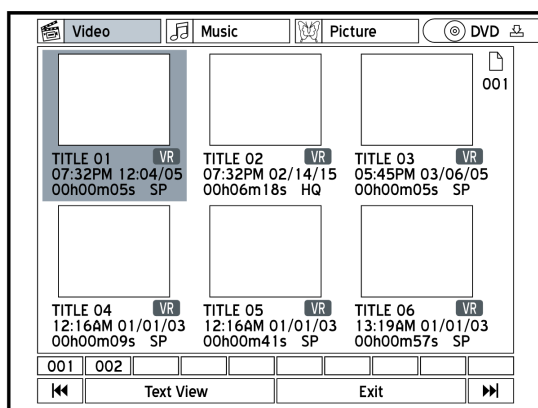 Video Music Picture DVD
001
TITLE 01 VR TITLE 02 VR TITLE 03 VR
07:32PM 12:04/05 07:32PM 02/14/15 05:45PM 03/06/05
00h00m05s SP 00h06m18s HQ 00h00m05s SP
TITLE 04 VR TITLE 05 VR TITLE 06 VR
12:16AM 01/01/03 12:16AM 01/01/03 13:19AM 01/01/03
00h00m09s SP 00h00m41s SP 00h00m57s SP
001 002
Text View Exit